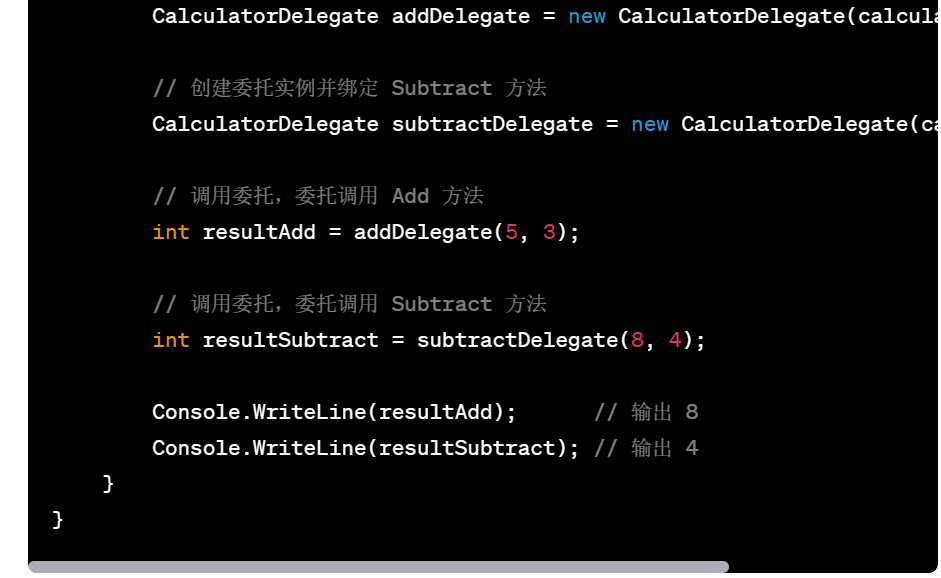 CalculatorDelegate addDelegate = new CalculatorDelegate(calcula
// 创建委托实例并绑定 Subtract 方法
CalculatorDelegate subtractDelegate = new CalculatorDelegate(ca
// 调用委托，委托调用 Add 方法
int resultAdd = addDelegate(5, 3);
// 调用委托，委托调用 Subtract 方法
int resultSubtract = subtractDelegate(8, 4);
Console.WriteLine(resultAdd);      // 输出 8
Console.WriteLine(resultSubtract); // 输出 4
}
}